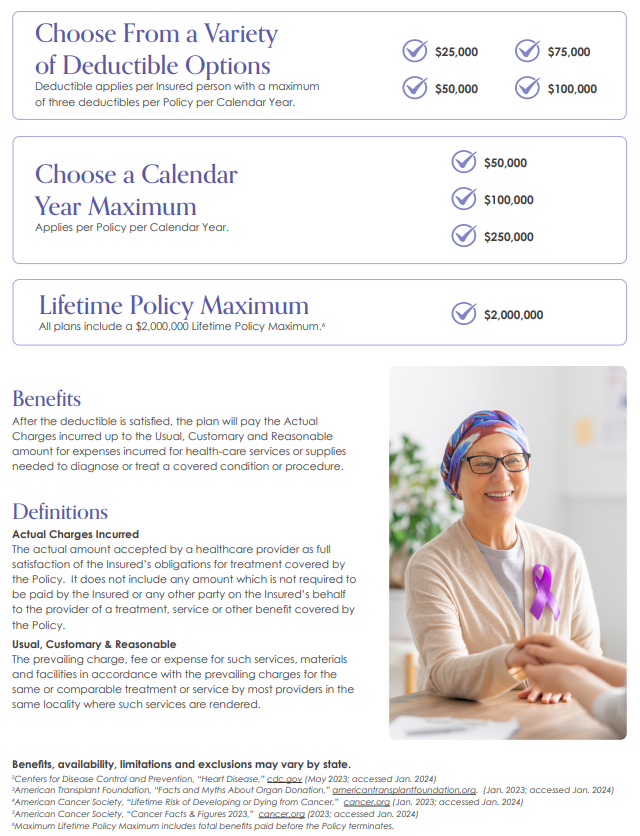 Choose From a Variety
of Deductible Options
Deductible applies per Insured person with a maximum
of three deductibles per Policy per Calendar Year.
$25,000
$75,000
$50,000
$100,000
Choose a Calendar
Year Maximum
Applies per Policy per Calendar Year.
$50,000
$100,000
$250,000
Lifetime Policy Maximum
All plans include a $2,000,000 Lifetime Policy Maximum.⁶
$2,000,000
Benefits
After the deductible is satisfied, the plan will pay the Actual
Charges incurred up to the Usual, Customary and Reasonable
amount for expenses incurred for health-care services or supplies
needed to diagnose or treat a covered condition or procedure.
Definitions
Actual Charges Incurred
The actual amount accepted by a healthcare provider as full
satisfaction of the Insured's obligations for treatment covered by
the Policy. It does not include any amount which is not required to
be paid by the Insured or any other party on the Insured's behalf
to the provider of a treatment, service or other benefit covered by
the Policy.
Usual, Customary & Reasonable
The prevailing charge, fee or expense for such services, materials
and facilities in accordance with the prevailing charges for the
same or comparable treatment or service by most providers in the
same locality where such services are rendered.
Benefits, availability, limitations and exclusions may vary by state.
²Centers for Disease Control and Prevention, "Heart Disease," cdc.gov (May 2023; accessed Jan. 2024)
³American Transplant Foundation, "Facts and Myths About Organ Donation," americantransplantfoundation.org. (Jan. 2023; accessed Jan. 2024)
⁴American Cancer Society, "Lifetime Risk of Developing or Dying from Cancer," cancer.org (Jan. 2023; accessed Jan. 2024)
⁵American Cancer Society, "Cancer Facts & Figures 2023," cancer.org (2023; accessed Jan. 2024)
⁶Maximum Lifetime Policy Maximum includes total benefits paid before the Policy terminates.